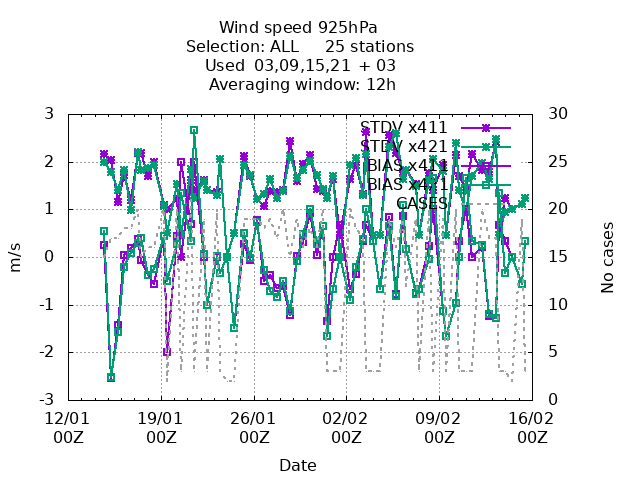 Wind speed 925hPa
Selection: ALL 25 stations
Used 03,09,15,21 + 03
Averaging window: 12h
3
2
1
0
-1
-2
-3
m/s
30
25
20
15
10
5
0
No cases
STDV x411
STDV x421
BIAS x411
BIAS x421
CASES
12/01 00Z
19/01 00Z
26/01 00Z
02/02 00Z
09/02 00Z
16/02 00Z
Date